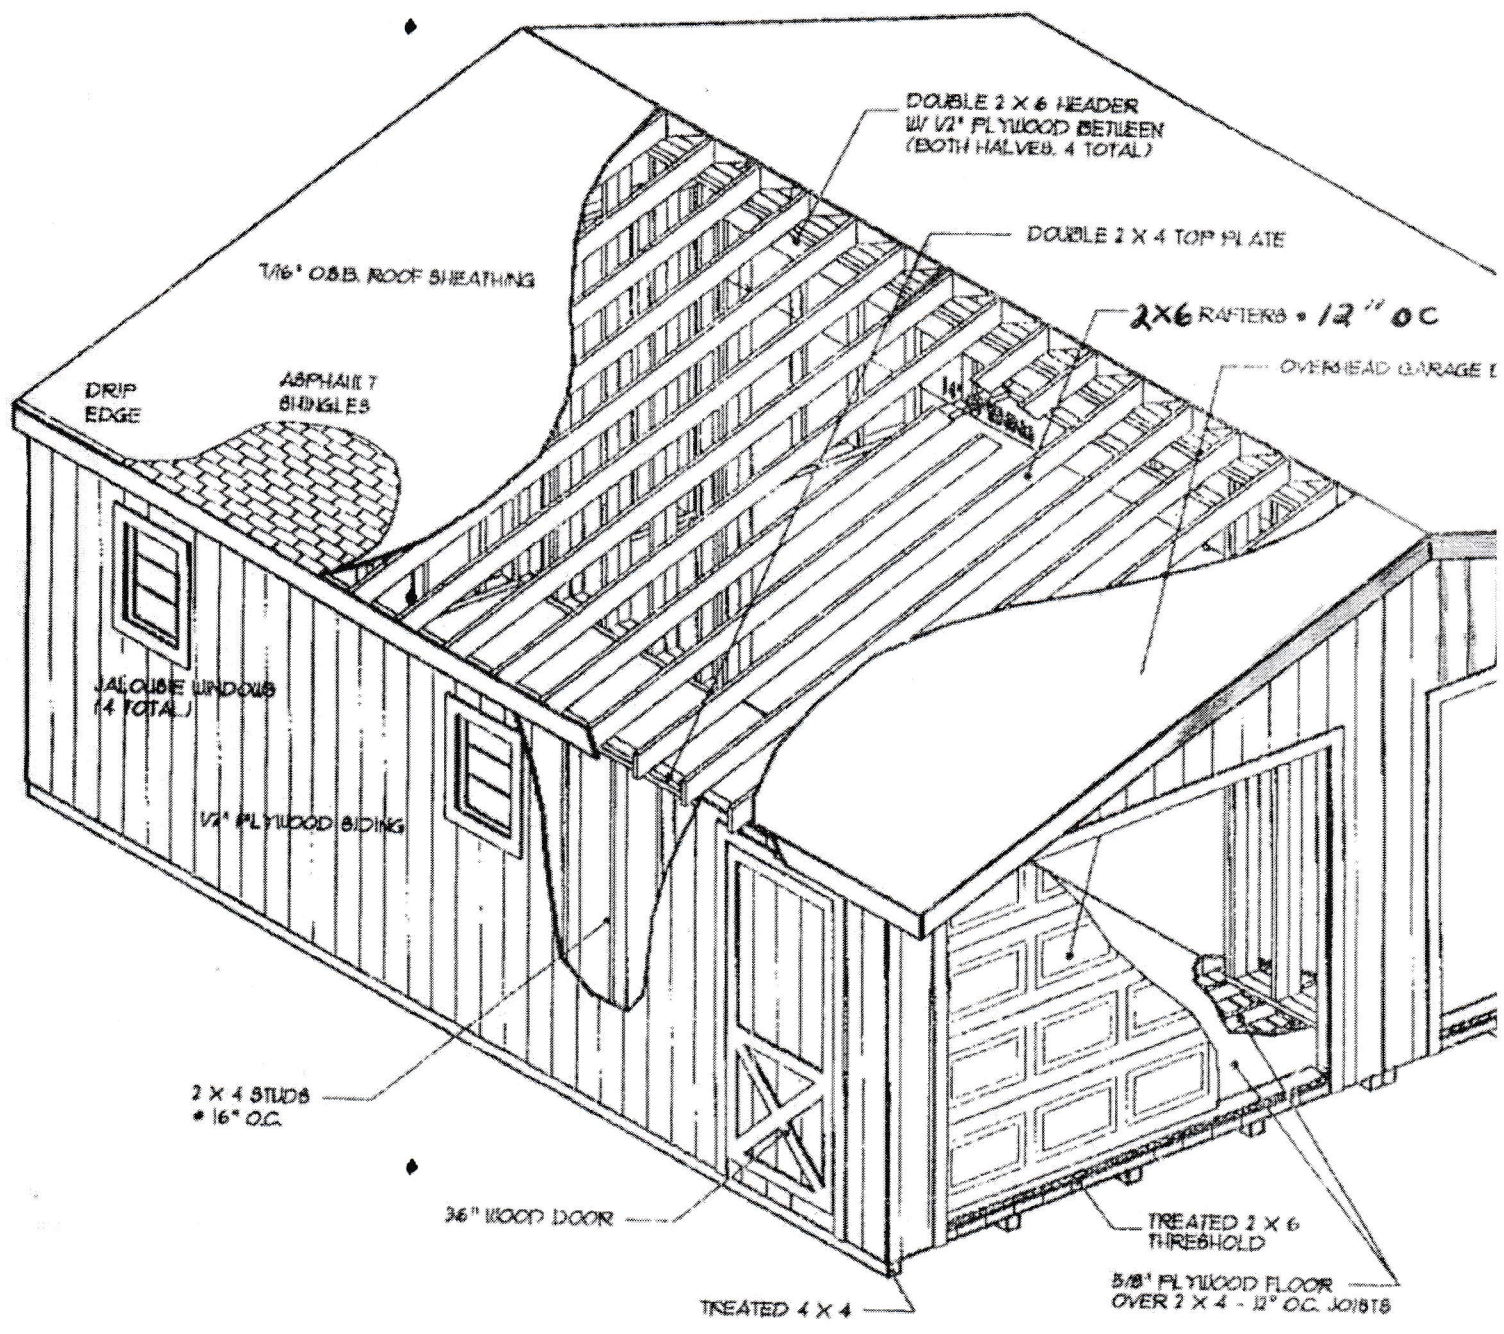 DOUBLE 2 X 6 HEADER
W/ 1/2" PLYWOOD BETWEEN
(BOTH HALVES, 4 TOTAL)
DOUBLE 2 X 4 TOP PLATE
7/16" O.S.B. ROOF SHEATHING
2X6 RAFTERS • 12" OC
OVERHEAD GARAGE
DRIP
EDGE
ASPHAULT
SHINGLES
JALOUSIE WINDOWS
(4 TOTAL)
1/2" PLYWOOD SIDING
2 X 4 STUDS
• 16" O.C.
36" WOOD DOOR
TREATED 2 X 6
THRESHOLD
5/8" PLYWOOD FLOOR
OVER 2 X 4 - 12" O.C. JOISTS
TREATED 4 X 4